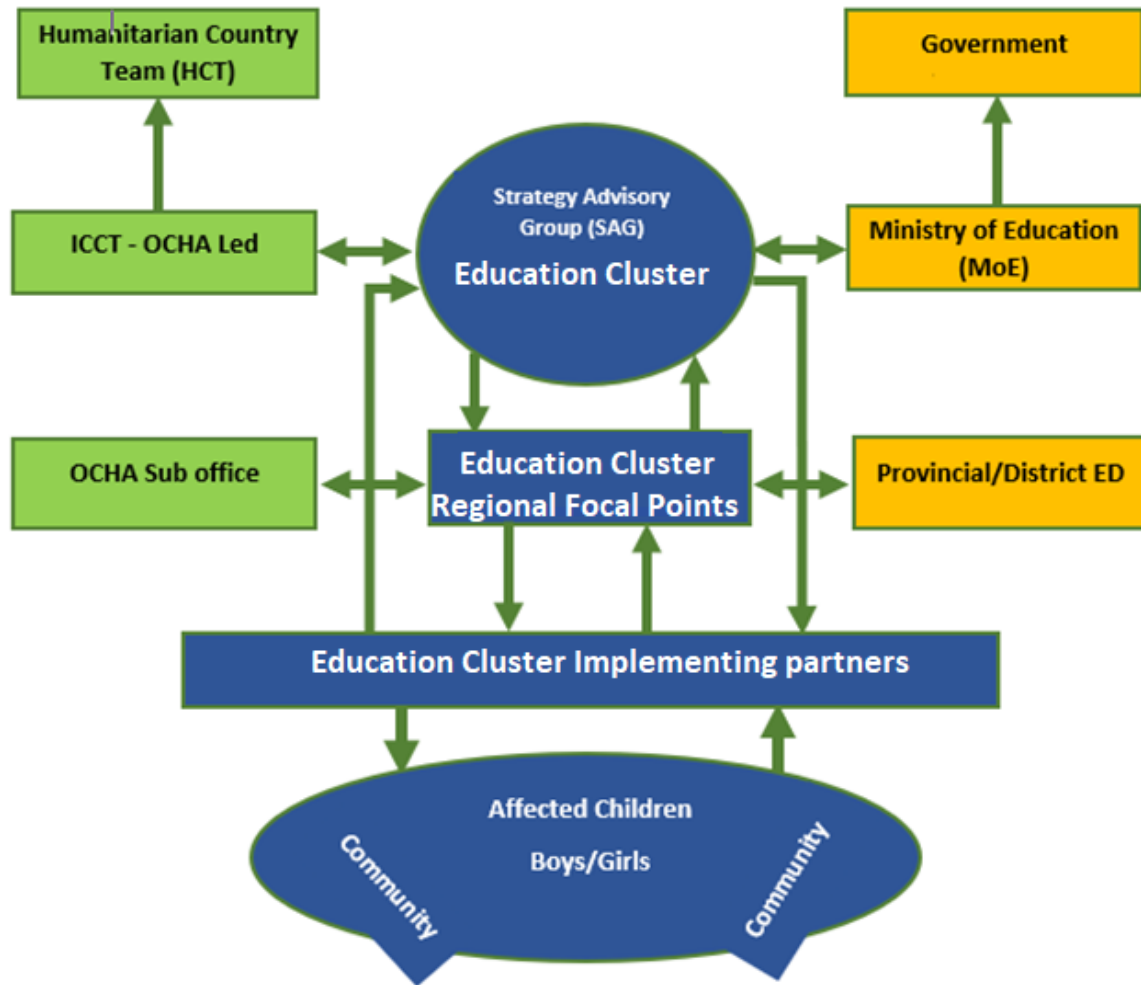 Humanitarian Country
Team (HCT)
Government
Strategy Advisory
Group (SAG)
Education Cluster
ICCT - OCHA Led
Ministry of Education
(MoE)
OCHA Sub office
Education Cluster
Regional Focal Points
Provincial/District ED
Education Cluster Implementing partners
Affected Children
Boys/Girls
Community
Community